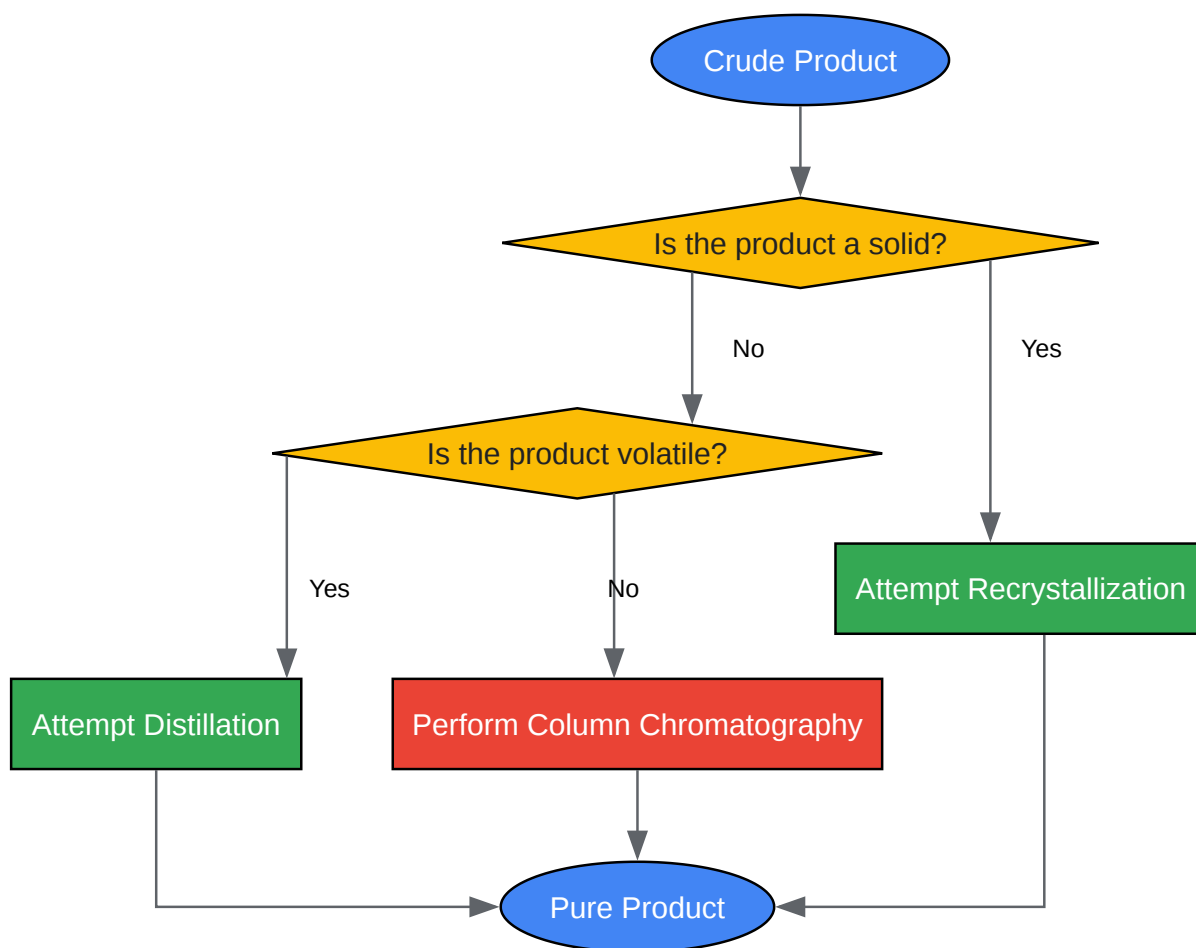 Crude Product
Is the product a solid?
No
Yes
Is the product volatile?
Yes
No
Attempt Recrystallization
Attempt Distillation
Perform Column Chromatography
Pure Product